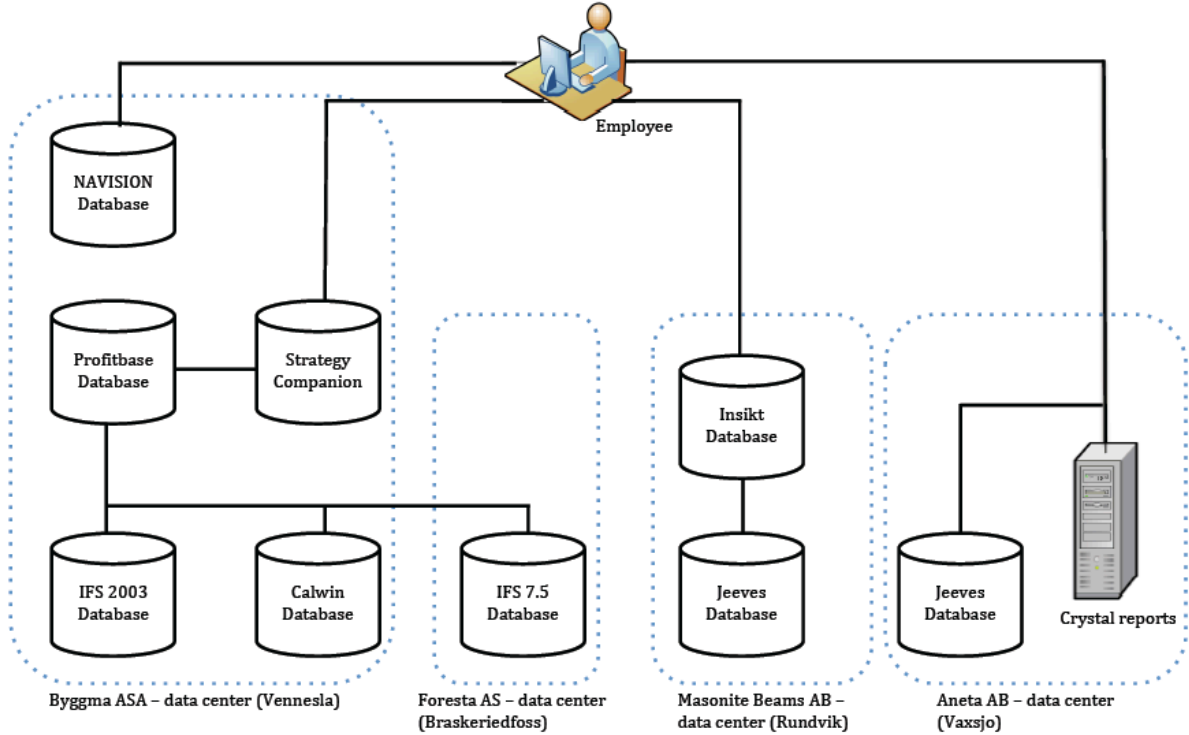 Employee
NAVISION
Database
Profitbase
Database
Strategy
Companion
Insikt
Database
IFS 2003
Database
Calwin
Database
IFS 7.5
Database
Jeeves
Database
Jeeves
Database
Crystal reports
Byggma ASA – data center (Vennesla)
Foresta AS – data center
(Braskeriedfoss)
Masonite Beams AB –
data center (Rundvik)
Aneta AB – data center
(Vaxsjo)